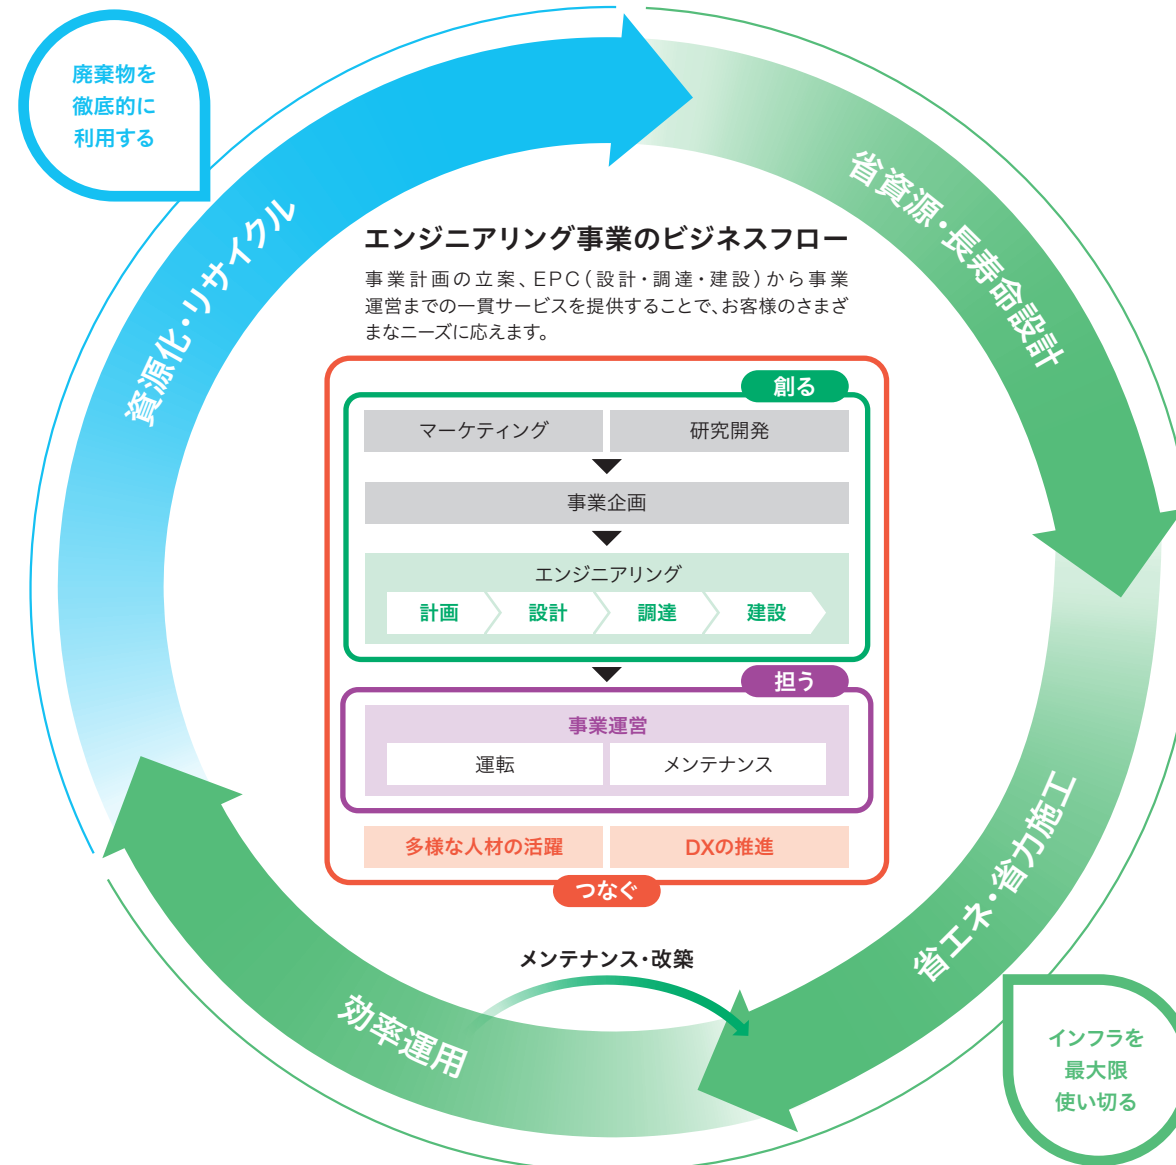 廃棄物を
徹底的に
利用する
資源化・リサイクル
省資源・長寿命設計
エンジニアリング事業のビジネスフロー
事業計画の立案、EPC(設計・調達・建設)から事業
運営までの一貫サービスを提供することで、お客様のさまざ
まなニーズに応えます。
創る
マーケティング
研究開発
事業企画
エンジニアリング
計画
設計
調達
建設
担う
事業運営
運転
メンテナンス
多様な人材の活躍
DXの推進
つなぐ
メンテナンス・改築
省エネ・省力施工
効率運用
インフラを
最大限
使い切る